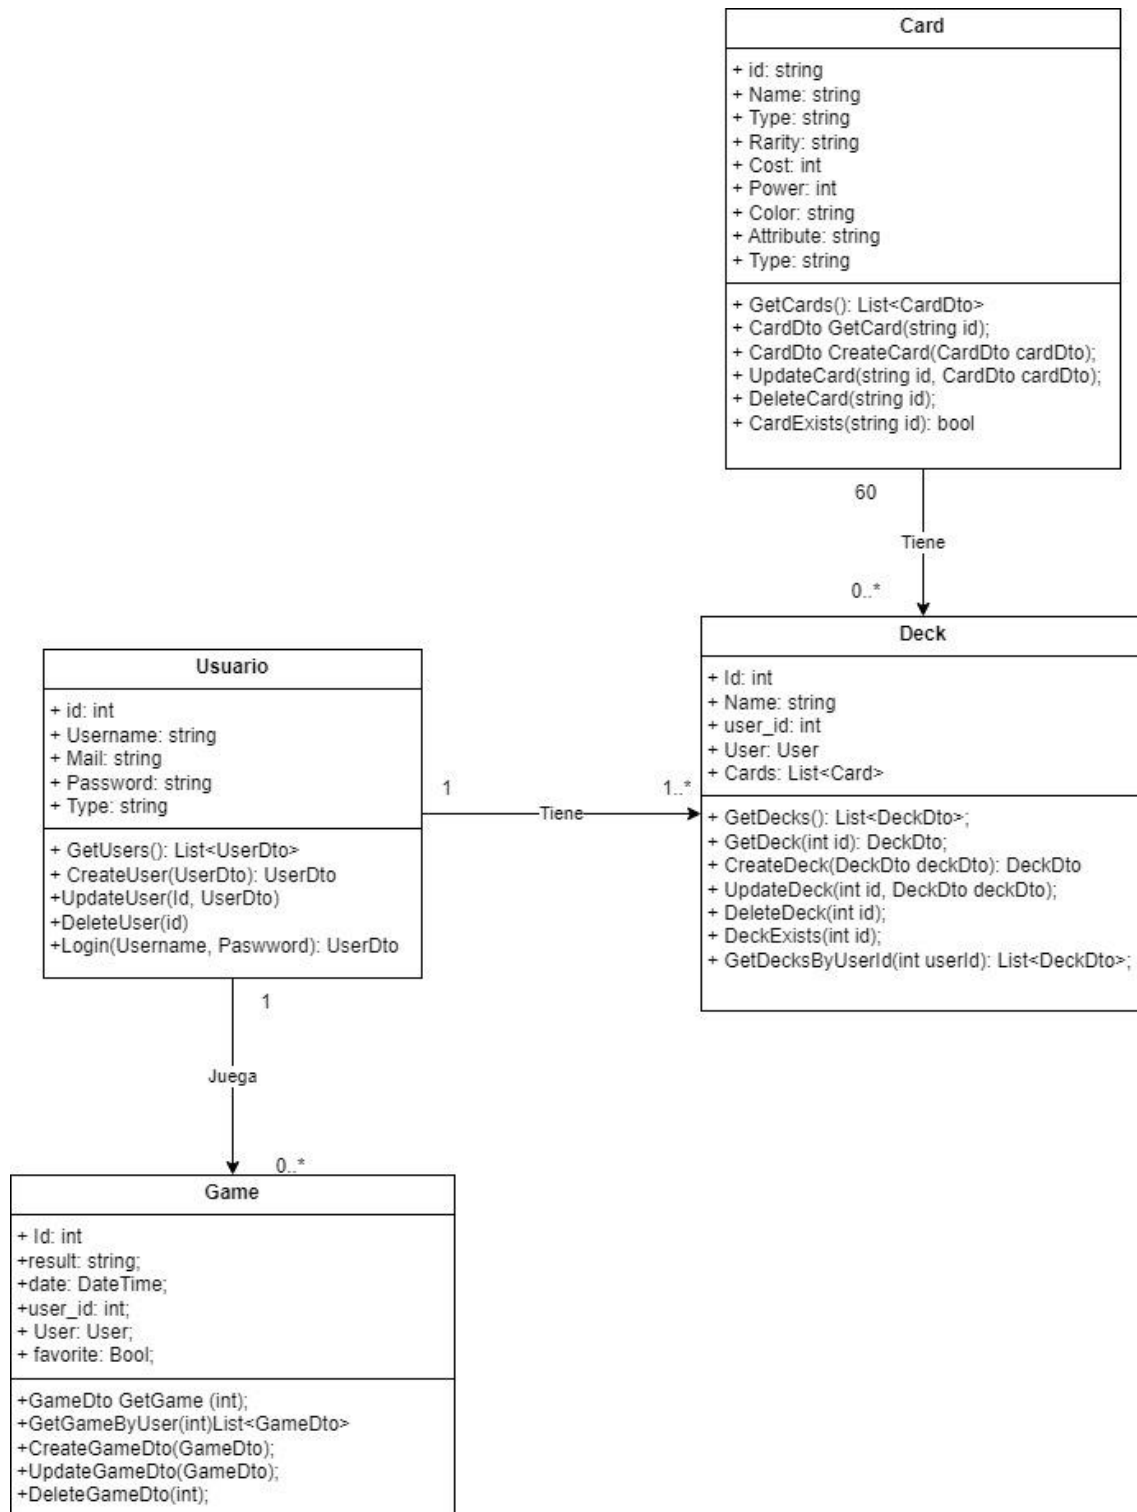 Card
+ id: string
+ Name: string
+ Type: string
+ Rarity: string
+ Cost: int
+ Power: int
+ Color: string
+ Attribute: string
+ Type: string
+ GetCards(): List<CardDto>
+ CardDto GetCard(string id);
+ CardDto CreateCard(CardDto cardDto);
+ UpdateCard(string id, CardDto cardDto);
+ DeleteCard(string id);
+ CardExists(string id): bool
60
Tiene
0..*
Deck
+ Id: int
+ Name: string
+ user_id: int
+ User: User
+ Cards: List<Card>
+ GetDecks(): List<DeckDto>;
+ GetDeck(int id): DeckDto;
+ CreateDeck(DeckDto deckDto): DeckDto
+ UpdateDeck(int id, DeckDto deckDto);
+ DeleteDeck(int id);
+ DeckExists(int id);
+ GetDecksByUserId(int userId): List<DeckDto>;
Usuario
+ id: int
+ Username: string
+ Mail: string
+ Password: string
+ Type: string
+ GetUsers(): List<UserDto>
+ CreateUser(UserDto): UserDto
+UpdateUser(Id, UserDto)
+DeleteUser(id)
+Login(Username, Paswword): UserDto
1
Tiene
1..*
1
Juega
0..*
Game
+ Id: int
+result: string;
+date: DateTime;
+user_id: int;
+ User: User;
+ favorite: Bool;
+GameDto GetGame (int);
+GetGameByUser(int)List<GameDto>
+CreateGameDto(GameDto);
+UpdateGameDto(GameDto);
+DeleteGameDto(int);